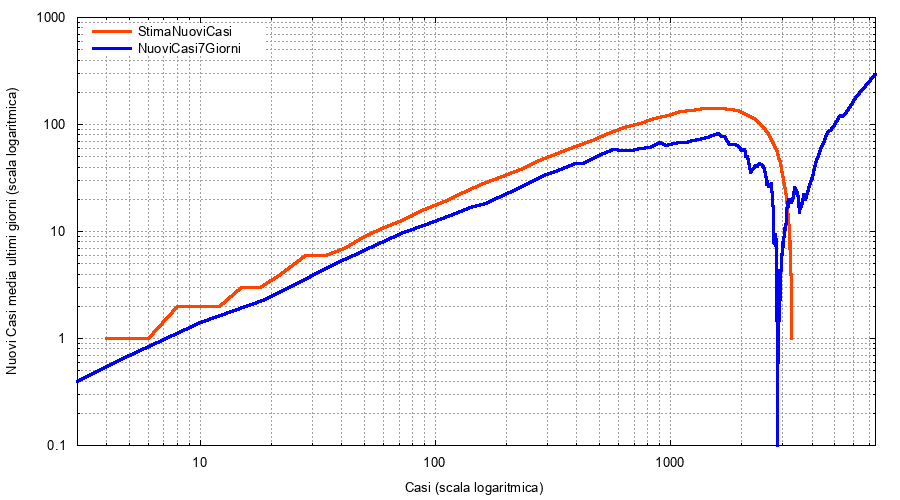 1000
StimaNuoviCasi
NuoviCasi7Giorni
100
10
1
0.1
10 100 1000
Nuovi Casi media ultimi giorni (scala logaritmica)
Casi (scala logaritmica)